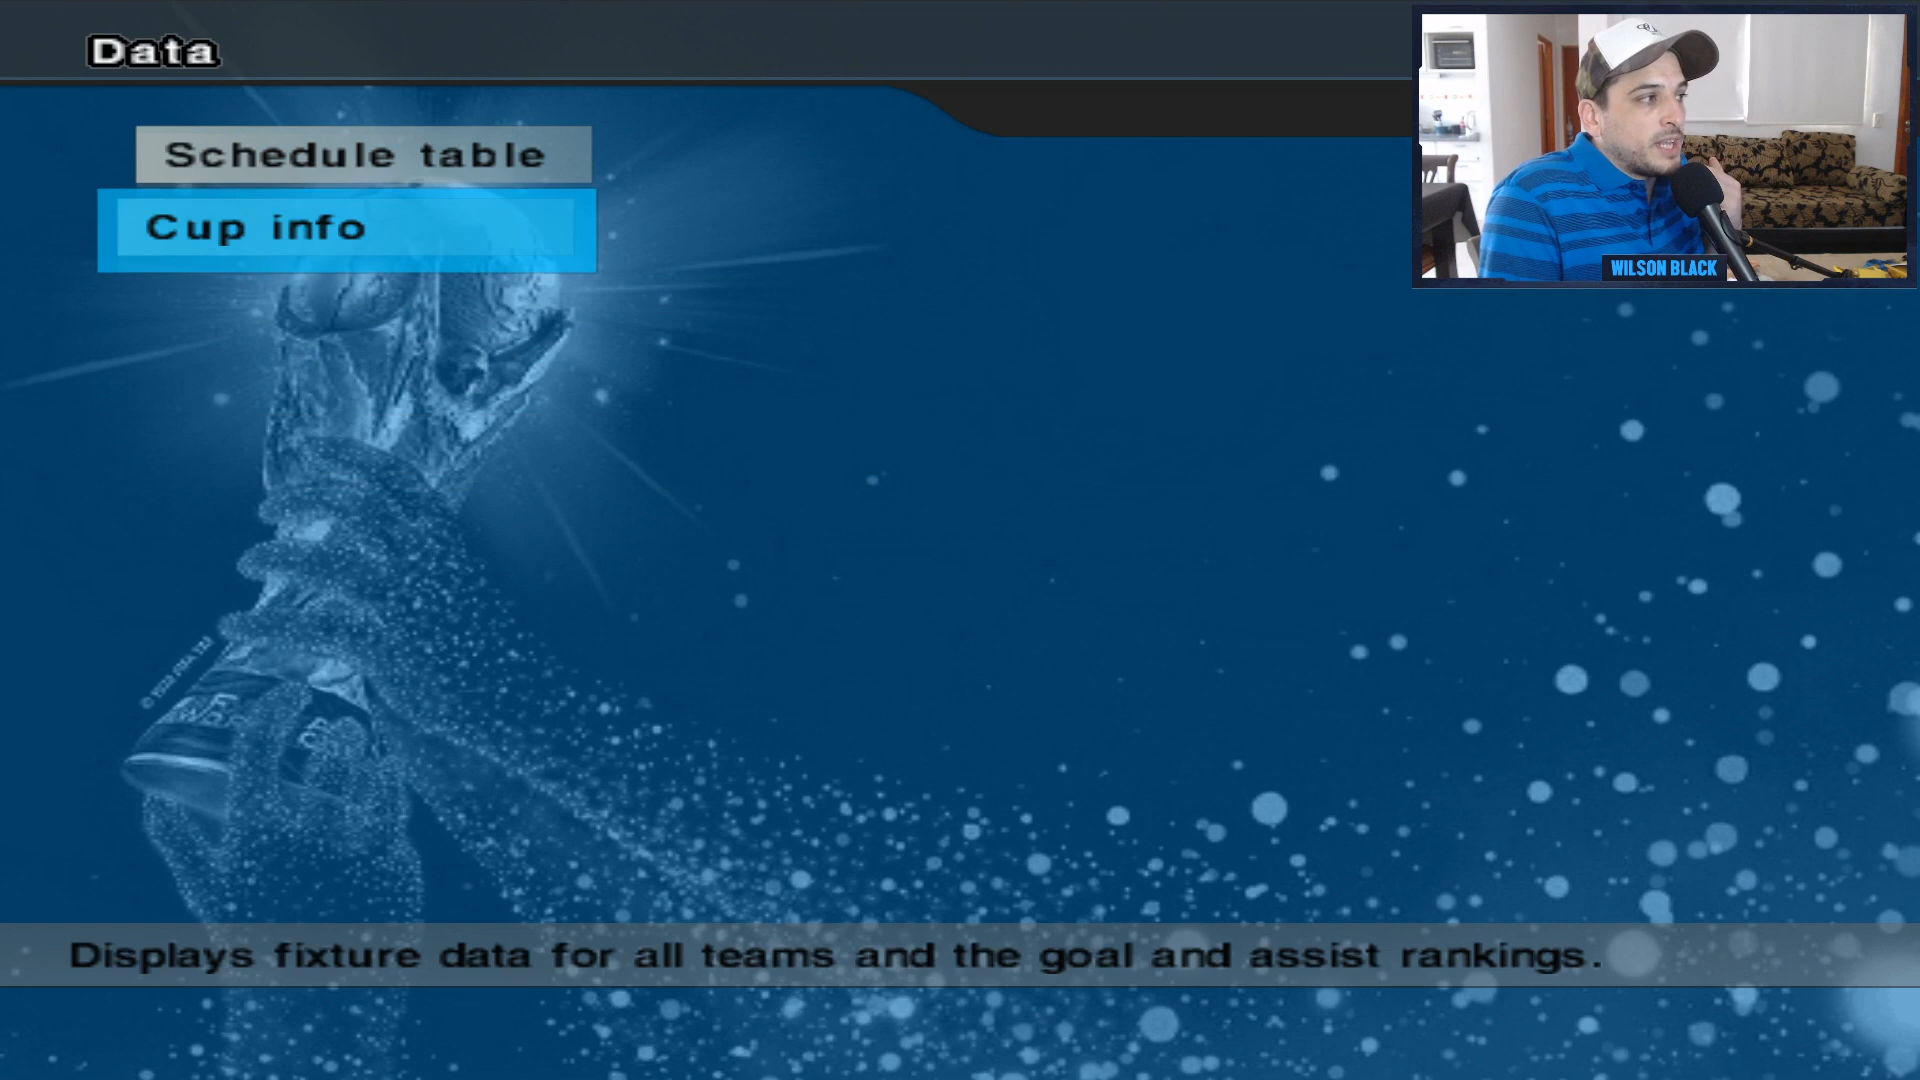 Data
Schedule table
Cup info
WILSON BLACK
Displays fixture data for all teams and the goal and assist rankings.